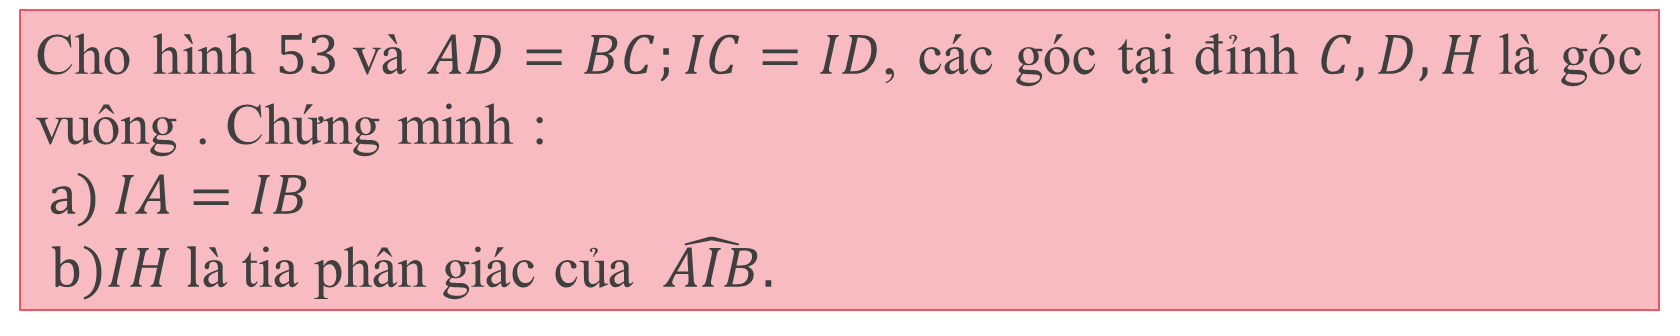 Cho hình 53 và AD = BC; IC = ID, các góc tại đỉnh C, D, H là góc
vuông . Chứng minh :
a) IA = IB
b)IH là tia phân giác của \widehat{AIB}.